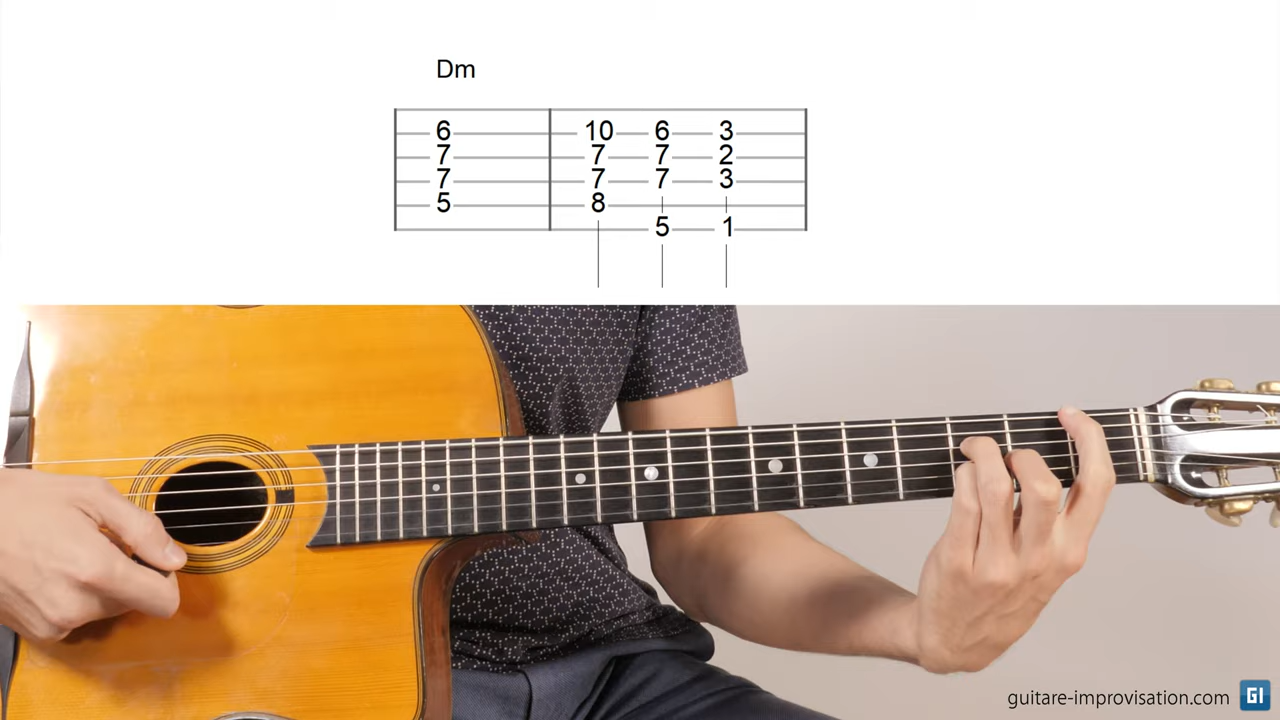 Dm
6 10 6 3
7 7 7 2
7 7 7 3
5 8
5 1
guitare-improvisation.com GI